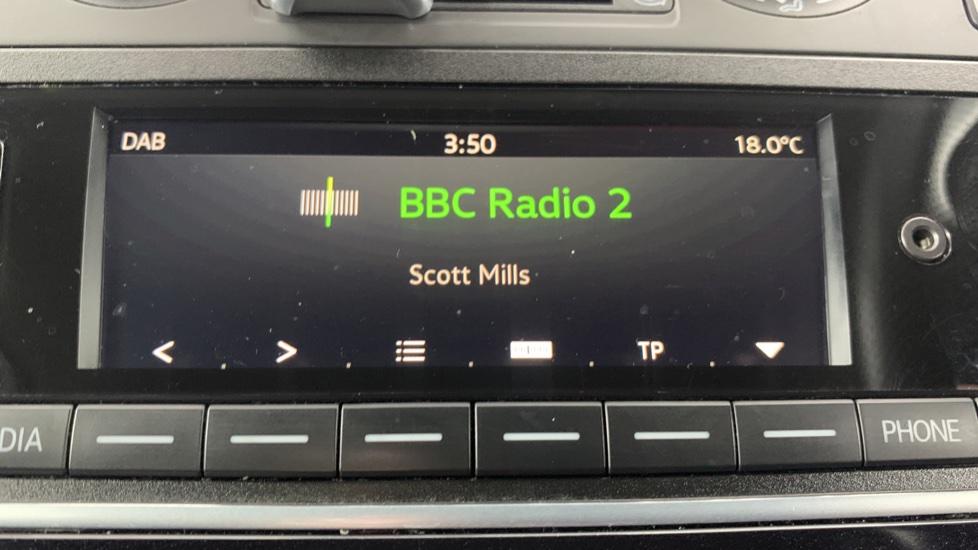 DAB 3:50 18.0°C
BBC Radio 2
Scott Mills
< > TP
DIA PHONE